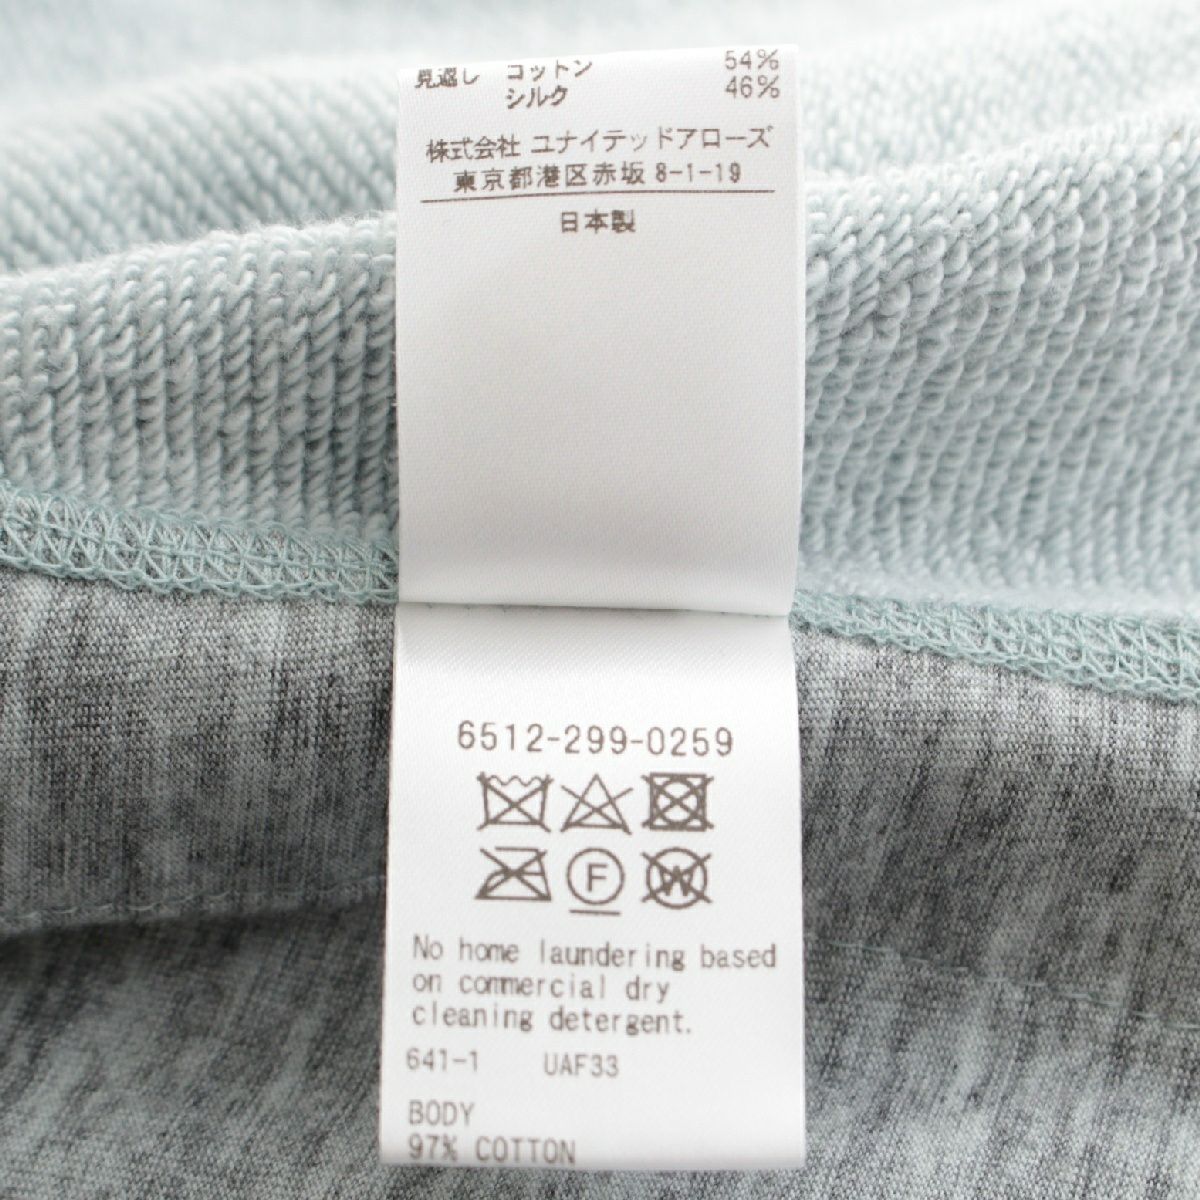 見返し コットン 54%
シルク 46%
株式会社 ユナイテッドアローズ
東京都港区赤坂 8-1-19
日本製
6512-299-0259
F
W
No home laundering based
on commercial dry
cleaning detergent.
641-1 UAF33
BODY
97% COTTON